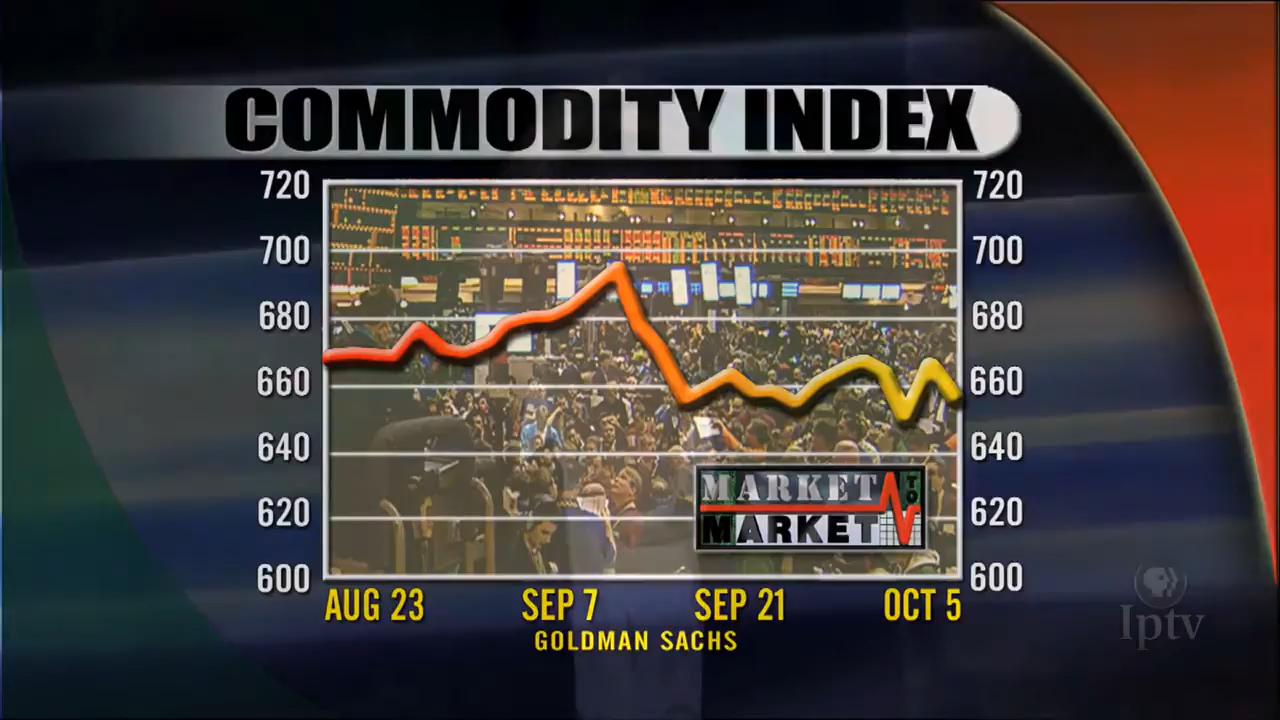 COMMODITY INDEX
720 720
700 700
680 680
660 660
640 640
620 620
600 600
MARKET TO
MARKET
AUG 23 SEP 7 SEP 21 OCT 5
GOLDMAN SACHS
Iptv